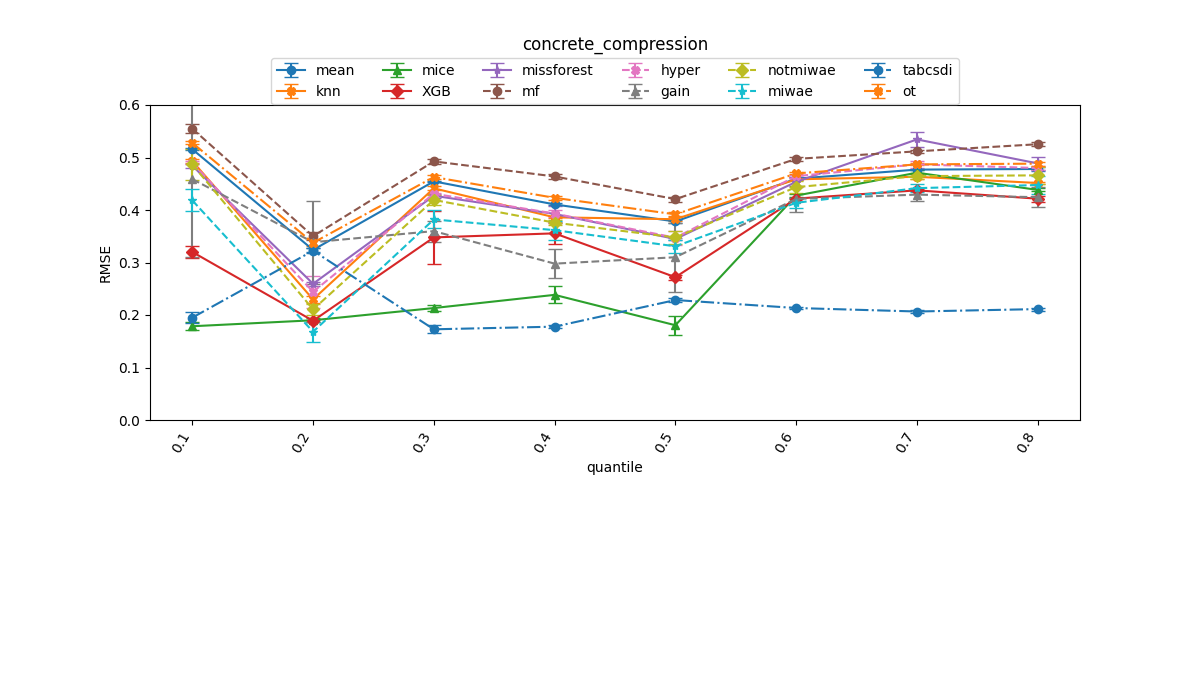 concrete_compression
mean mice missforest hyper notmiwae tabcsdi
knn XGB mf gain miwae ot
0.6
0.5
0.4
0.3
0.2
0.1
0.0
RMSE
0.1 0.2 0.3 0.4 0.5 0.6 0.7 0.8
quantile